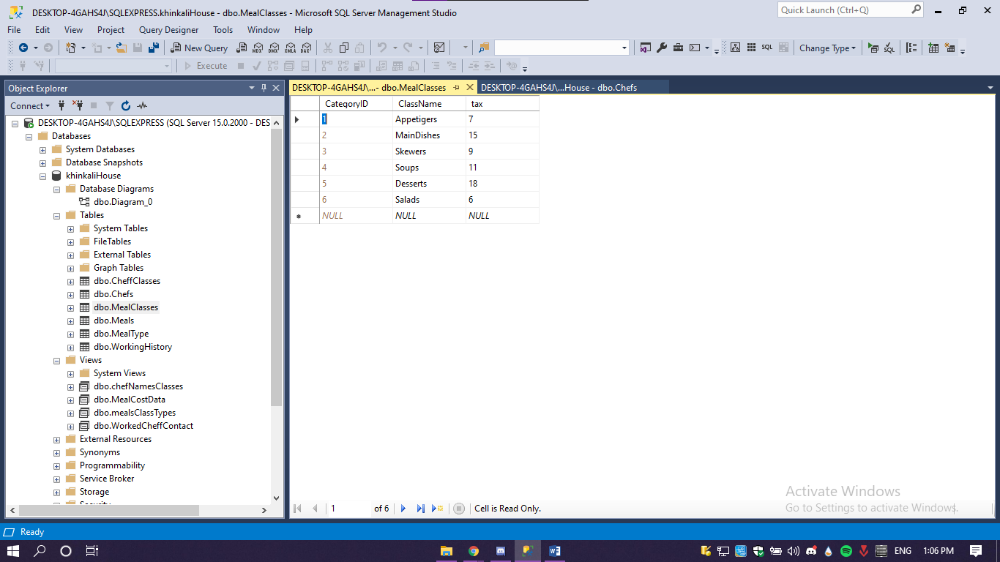 DESKTOP-4GAHS4J\SQLEXPRESS.khinkaliHouse - dbo.MealClasses - Microsoft SQL Server Management Studio
Quick Launch (Ctrl+Q)
File Edit View Project Query Designer Tools Window Help
New Query MDX DMX XMLA DAX SQL Change Type SQL
Execute
Object Explorer
DESKTOP-4GAHS4J\...- dbo.MealClasses DESKTOP-4GAHS4J\...House - dbo.Chefs
Connect
DESKTOP-4GAHS4J\SQLEXPRESS (SQL Server 15.0.2000 - DES
Databases
System Databases
Database Snapshots
khinkaliHouse
Database Diagrams
dbo.Diagram_0
Tables
System Tables
FileTables
External Tables
Graph Tables
dbo.CheffClasses
dbo.Chefs
dbo.MealClasses
dbo.Meals
dbo.MealType
dbo.WorkingHistory
Views
System Views
dbo.chefNamesClasses
dbo.MealCostData
dbo.mealsClassTypes
dbo.WorkedCheffContact
External Resources
Synonyms
Programmability
Service Broker
Storage
Security
CategoryID ClassName tax
1 Appetigers 7
2 MainDishes 15
3 Skewers 9
4 Soups 11
5 Desserts 18
6 Salads 6
NULL NULL NULL
1 of 6 Cell is Read Only.
Activate Windows
Go to Settings to activate Windows.
Ready
ENG 1:06 PM